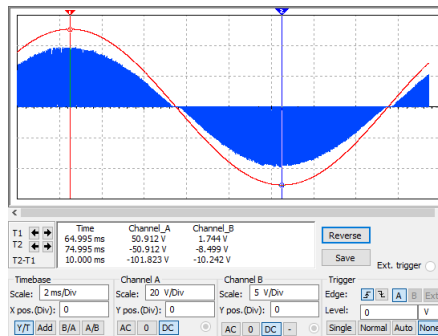 1
2
Time Channel_A Channel_B
T1 64.995 ms 50.912 V 1.744 V
T2 74.995 ms -50.912 V -8.499 V
T2-T1 10.000 ms -101.823 V -10.242 V
Reverse
Save
Ext. trigger
Timebase Channel A Channel B Trigger
Scale: 2 ms/Div Scale: 20 V/Div Scale: 5 V/Div Edge: A B Ext
X pos.(Div): 0 Y pos.(Div): 0 Y pos.(Div): 0 Level: 0 V
Y/T Add B/A A/B AC 0 DC AC 0 DC - Single Normal Auto None